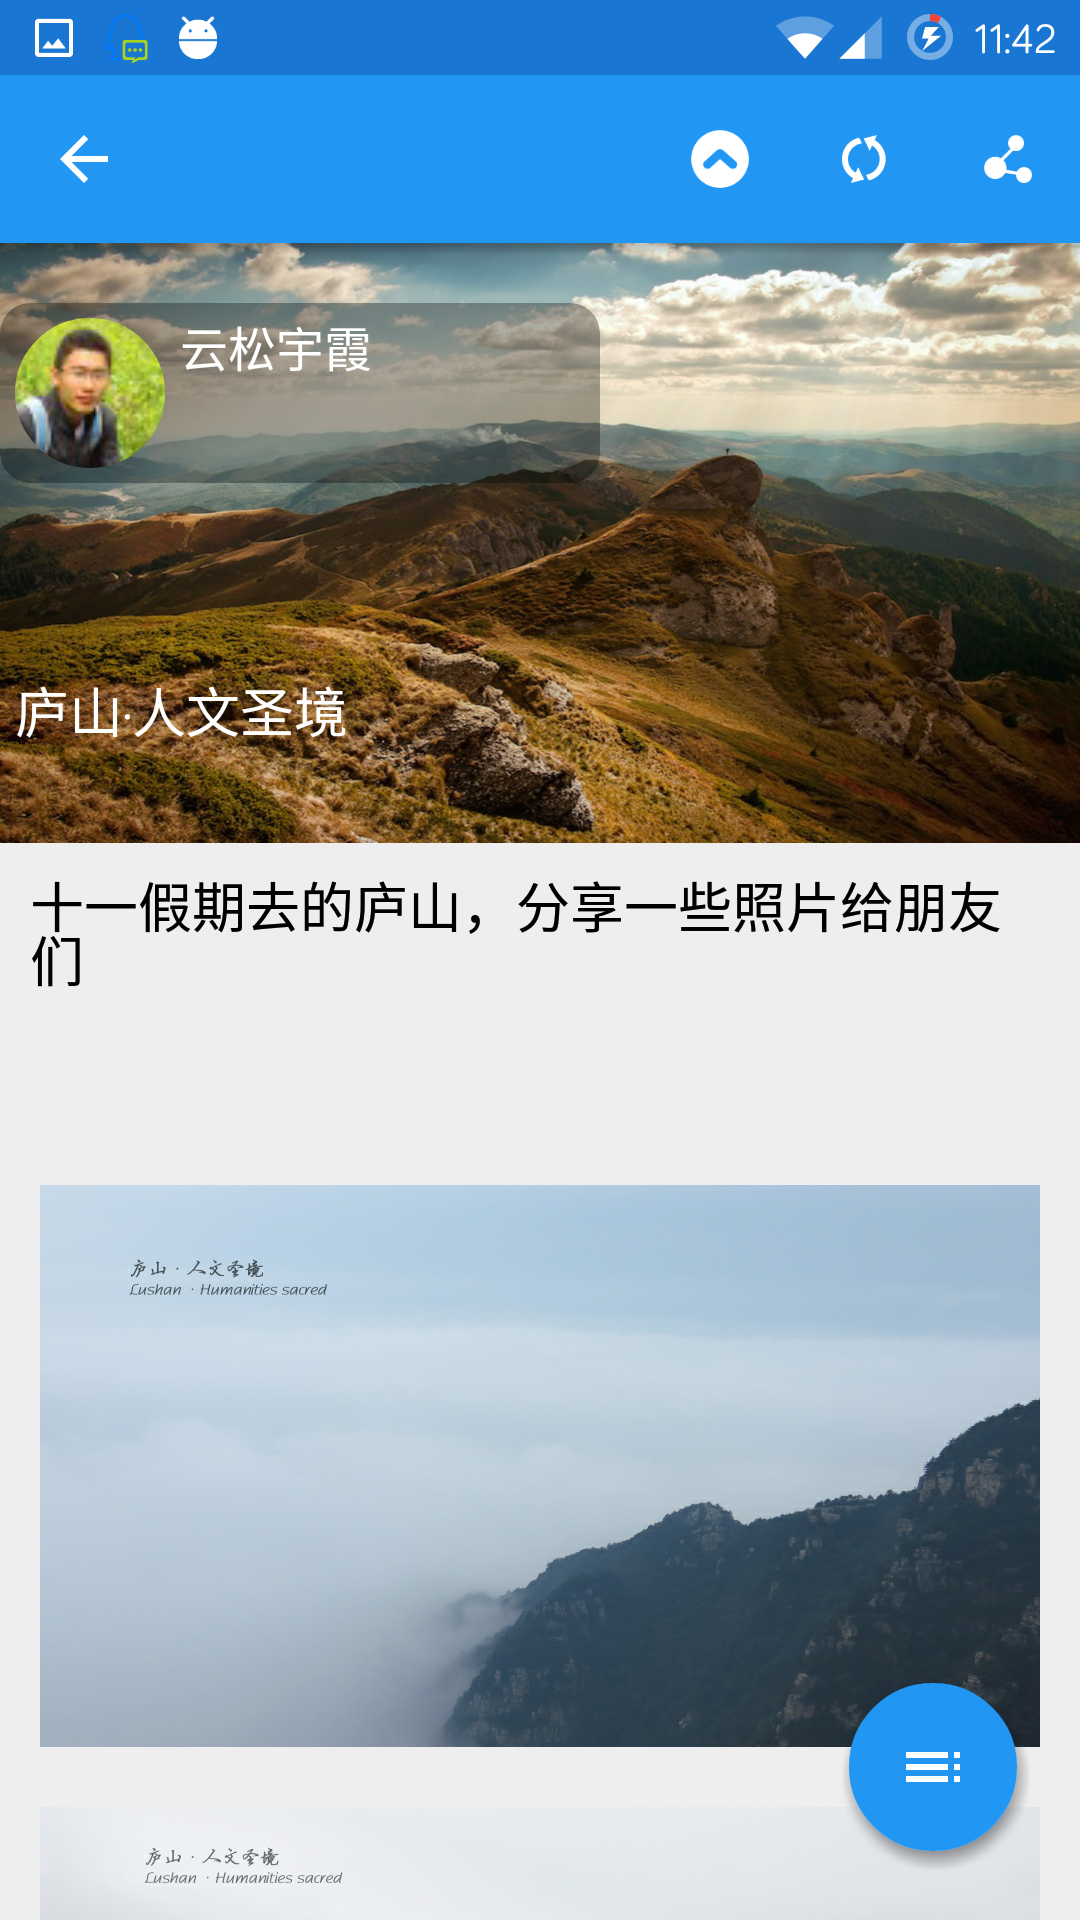 11:42
云松宇霞
庐山·人文圣境
十一假期去的庐山，分享一些照片给朋友
们
庐山 · 人文圣境
Lushan · Humanities sacred
庐山 · 人文圣境
Lushan · Humanities sacred